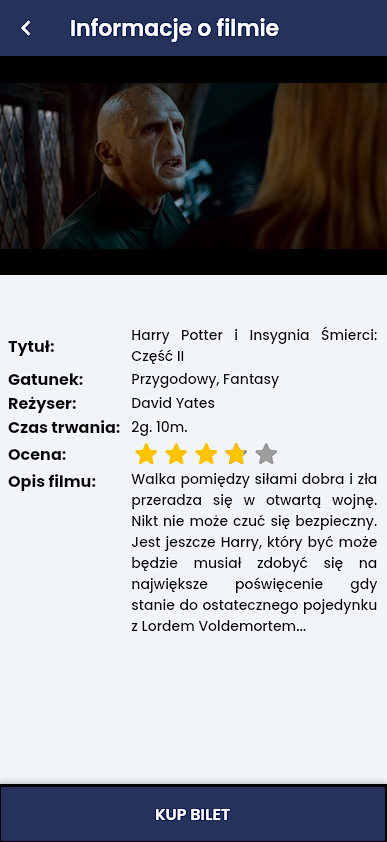 Informacje o filmie
Tytuł: Harry Potter i Insygnia Śmierci:
Część II
Gatunek: Przygodowy, Fantasy
Reżyser: David Yates
Czas trwania: 2g. 10m.
Ocena:
Opis filmu: Walka pomiędzy siłami dobra i zła
przeradza się w otwartą wojnę.
Nikt nie może czuć się bezpieczny.
Jest jeszcze Harry, który być może
będzie musiał zdobyć się na
największe poświęcenie gdy
stanie do ostatecznego pojedynku
z Lordem Voldemortem...
KUP BILET